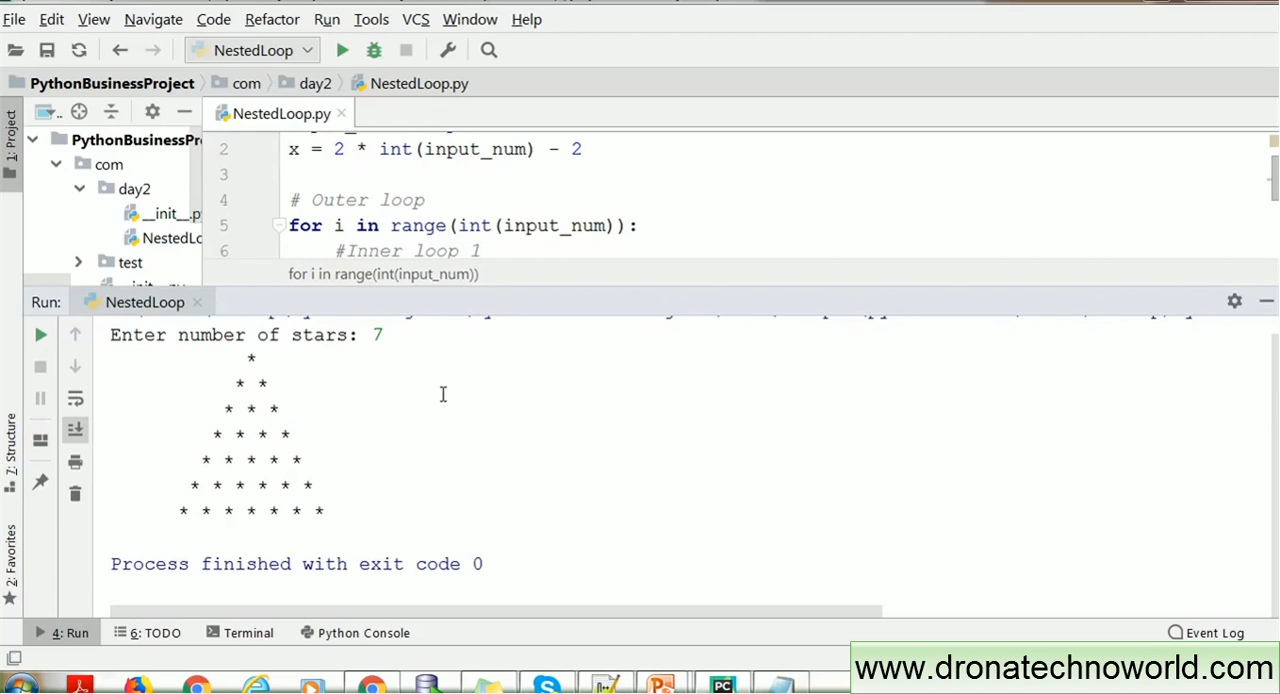 File Edit View Navigate Code Refactor Run Tools VCS Window Help
NestedLoop
PythonBusinessProject com day2 NestedLoop.py
1: Project
NestedLoop.py
PythonBusinessPr
com
day2
__init__.py
NestedLo
test
2 x = 2 * int(input_num) - 2
3
4 # Outer loop
5 for i in range(int(input_num)):
6 #Inner loop 1
for i in range(int(input_num))
Run: NestedLoop
Enter number of stars: 7
*
* *
* * *
* * * *
* * * * *
* * * * * *
* * * * * * *
Process finished with exit code 0
7: Structure
2: Favorites
4: Run 6: TODO Terminal Python Console Event Log
www.dronatechnoworld.com
PC